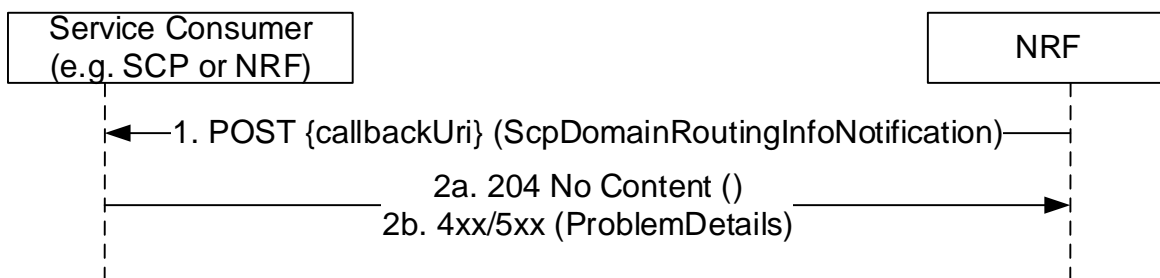 Service Consumer
(e.g. SCP or NRF)
NRF
1. POST {callbackUri} (ScpDomainRoutingInfoNotification)
2a. 204 No Content ()
2b. 4xx/5xx (ProblemDetails)